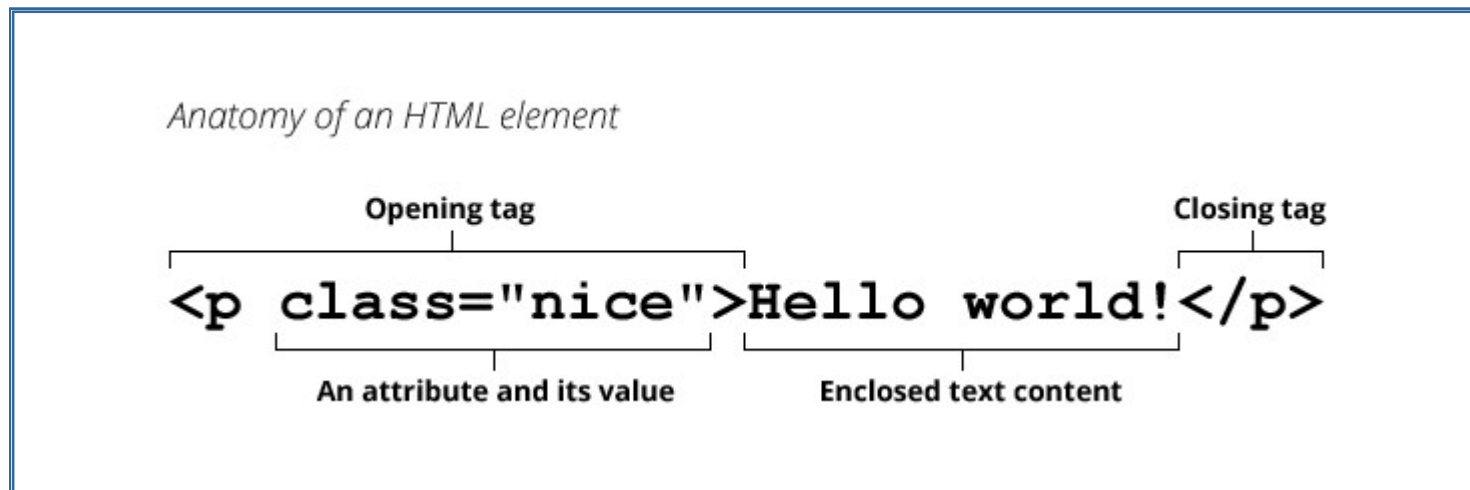 Anatomy of an HTML element
Opening tag Closing tag
<p class="nice">Hello world!</p>
An attribute and its value Enclosed text content